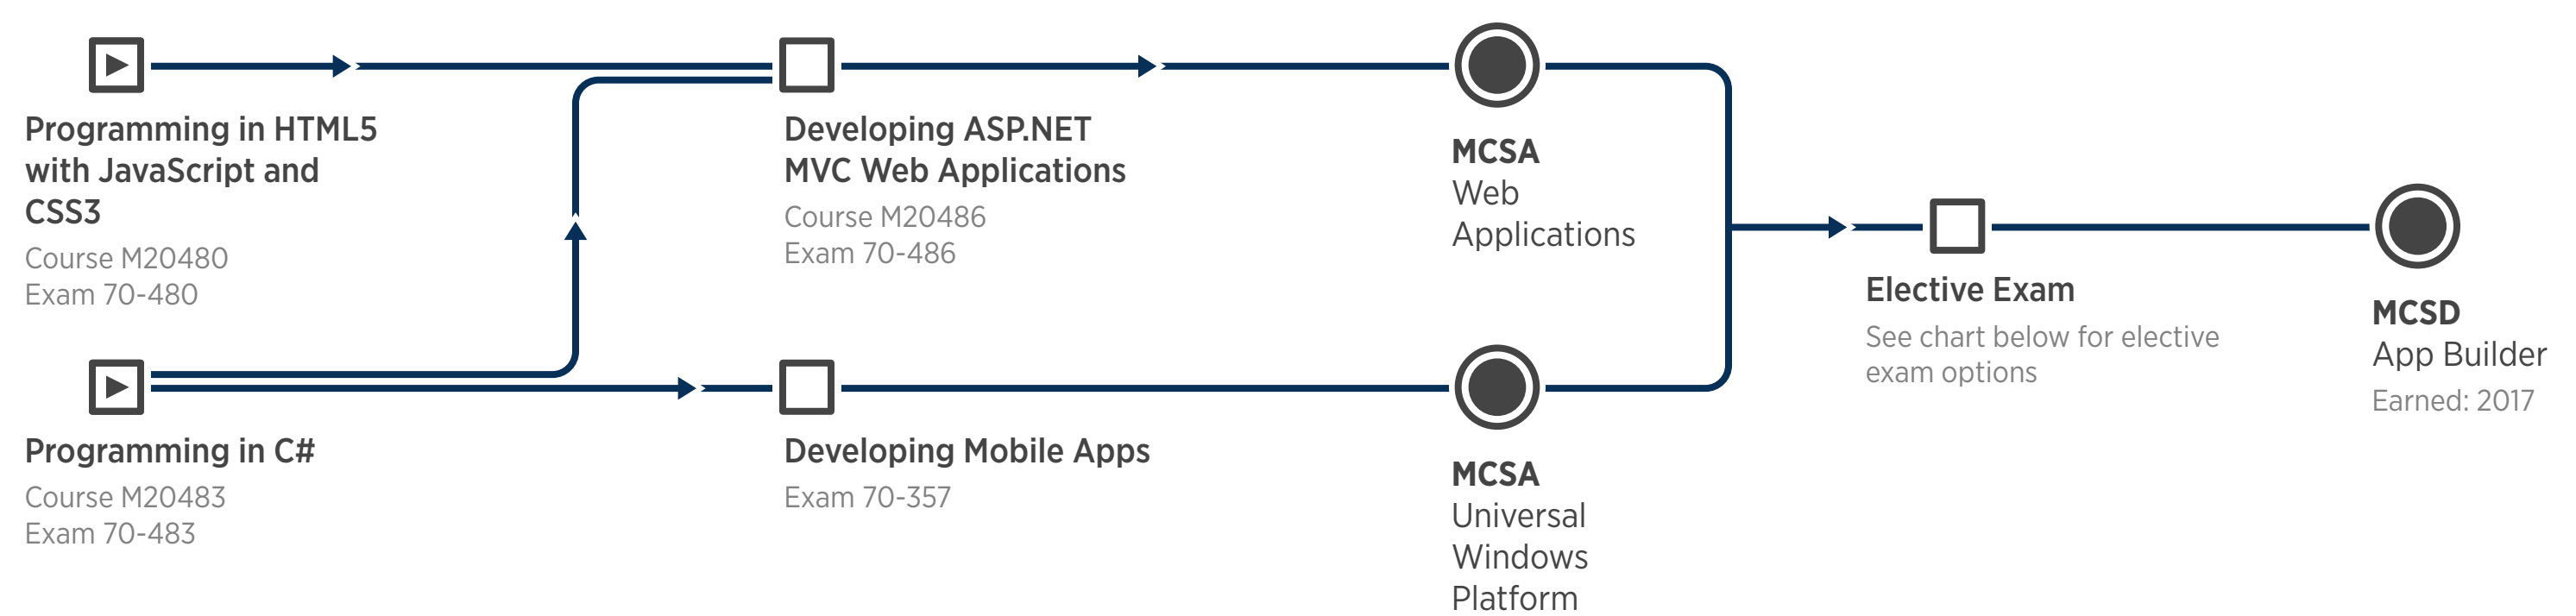 Programming in HTML5
with JavaScript and
CSS3
Course M20480
Exam 70-480
Developing ASP.NET
MVC Web Applications
Course M20486
Exam 70-486
MCSA
Web
Applications
Programming in C#
Course M20483
Exam 70-483
Developing Mobile Apps
Exam 70-357
MCSA
Universal
Windows
Platform
Elective Exam
See chart below for elective
exam options
MCSD
App Builder
Earned: 2017